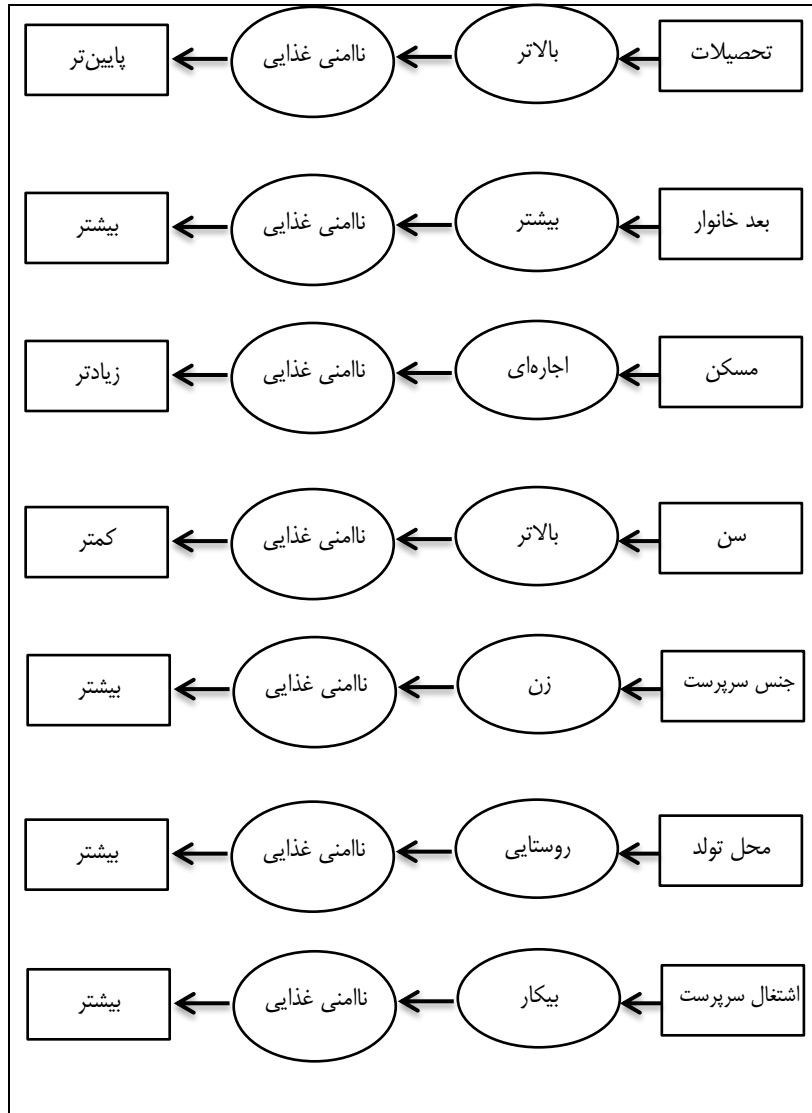 تحصیلات بالاتر ناامنی غذایی پایین‌تر
بعد خانوار بیشتر ناامنی غذایی بیشتر
مسکن اجاره‌ای ناامنی غذایی زیادتر
سن بالاتر ناامنی غذایی کمتر
جنس سرپرست زن ناامنی غذایی بیشتر
محل تولد روستایی ناامنی غذایی بیشتر
اشتغال سرپرست بیکار ناامنی غذایی بیشتر